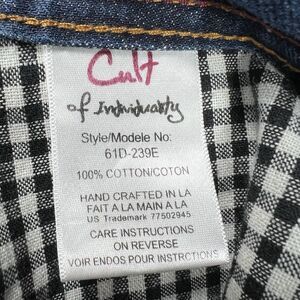 Cult
of Individuality
Style/Modele No:
61D-239E
100% COTTON/COTON
HAND CRAFTED IN LA
FAIT A LA MAIN A LA
US Trademark 77502945
CARE INSTRUCTIONS
ON REVERSE
VOIR ENDOS POUR INSTRUCTIONS